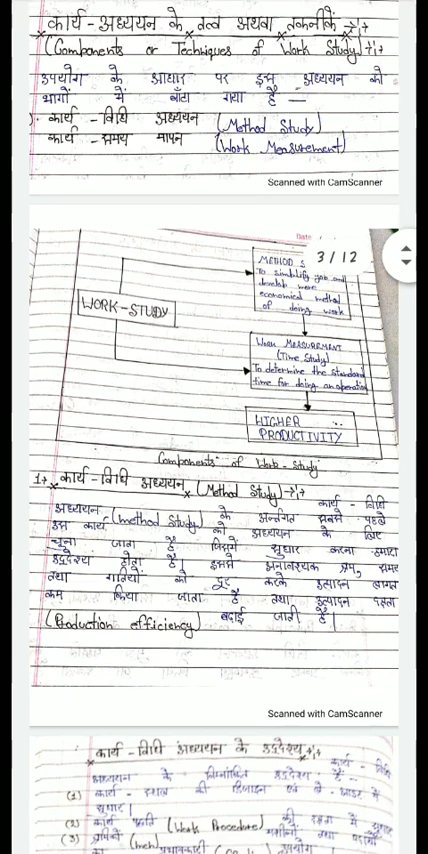 कार्य - अध्ययन के तत्व अथवा तकनीकें
(Components or Techniques of Work Study)
उपयोग के आधार पर इस अध्ययन को
भागों में बाँटा गया है —
कार्य - विधि अध्ययन (Method Study)
कार्य - समय मापन (Work Measurement)
Scanned with CamScanner
Date
3 / 12
METHOD S
To simplify job and
develop more
economical method
of doing work
WORK-STUDY
WORK MEASUREMENT
(Time Study)
To determine the standard
time for doing an operation
HIGHER
PRODUCTIVITY
Components of Work-Study
1. कार्य - विधि अध्ययन (Method Study)
कार्य - विधि
अध्ययन (method Study) के अन्तर्गत सबसे पहले
उस कार्य को अध्ययन के लिए
चुना जाता है जिसमें सुधार करना हमारा
उद्देश्य होता है इसमें अनावश्यक श्रम, समय
तथा गतियों को दूर करके उत्पादन लागत
कम किया जाता है तथा उत्पादन क्षमता
(Production efficiency) बढ़ाई जाती है।
Scanned with CamScanner
कार्य - विधि अध्ययन के उद्देश्य
कार्य - विधि
अध्ययन के निम्नांकित उद्देश्य हैं -
(1) कार्य - स्थल की डिजाइन एवं ले - आउट में
सुधार।
(2) कार्य (Work Procedure) की दशा में सुधार
(3) मशीनों तथा पदार्थों